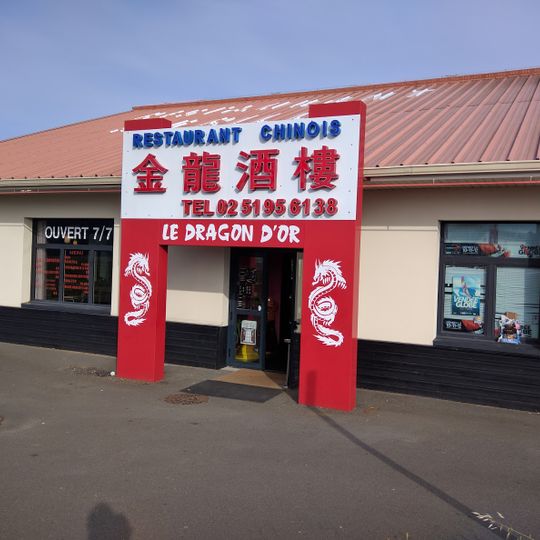 RESTAURANT CHINOIS
金龍酒樓
TEL 02 51 95 61 38
LE DRAGON D'OR
OUVERT 7/7
MENU
VENDÉE
GLOBE